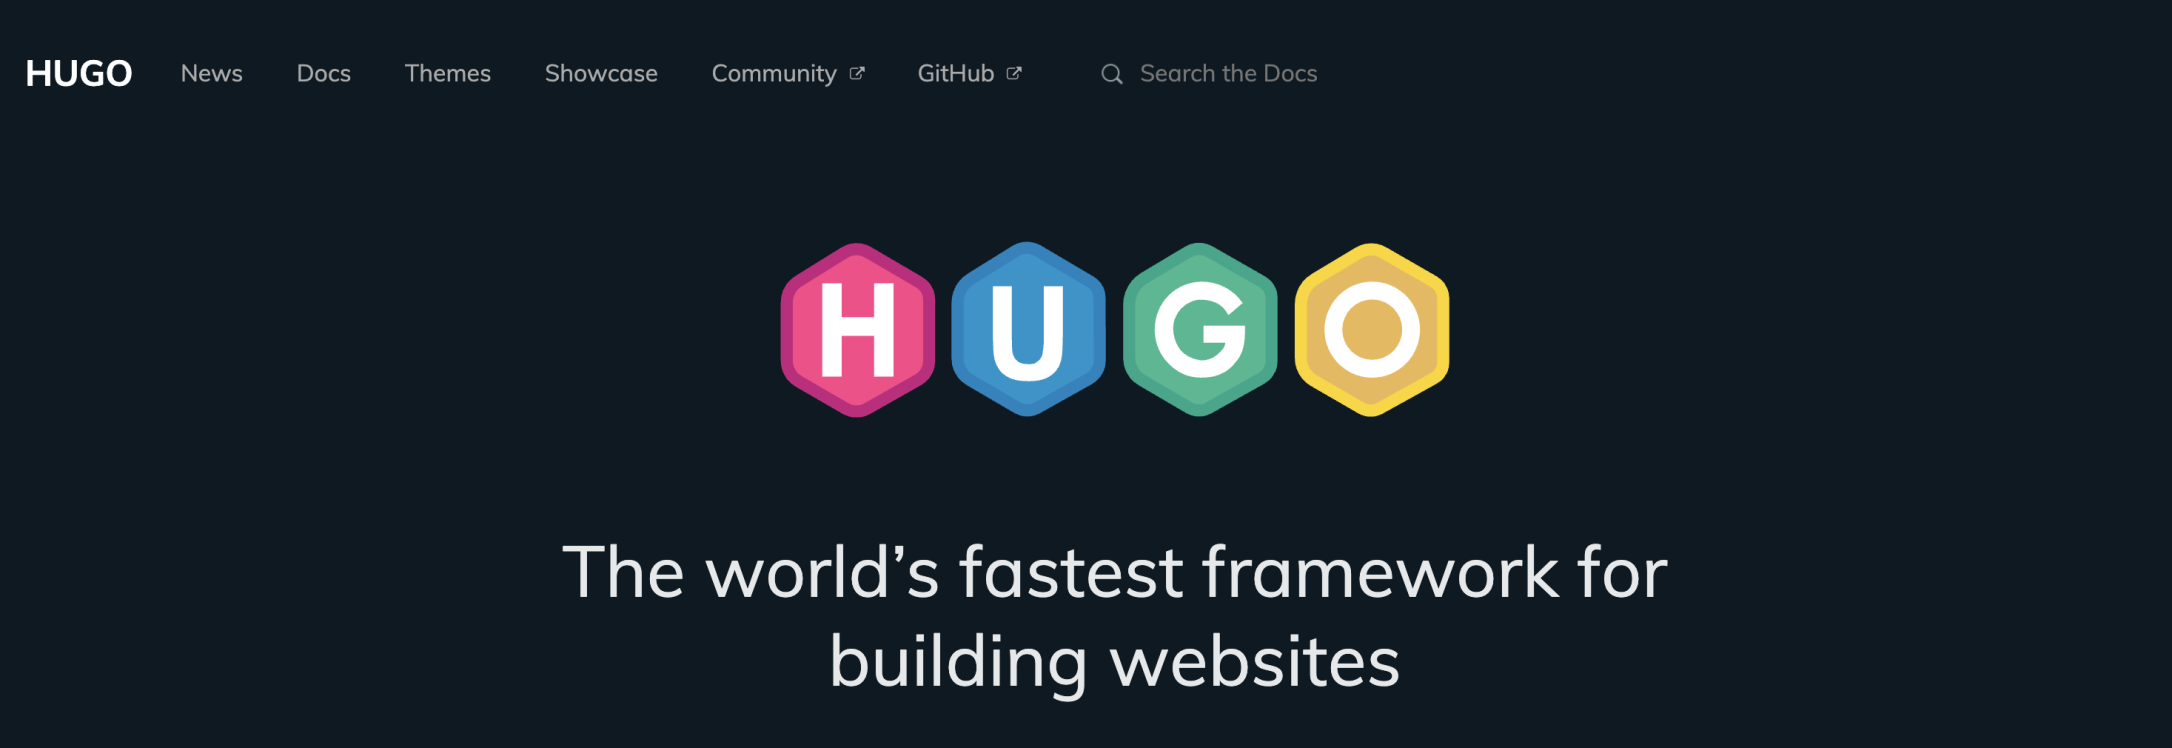 HUGO News Docs Themes Showcase Community GitHub Search the Docs
HUGO
The world’s fastest framework for
building websites